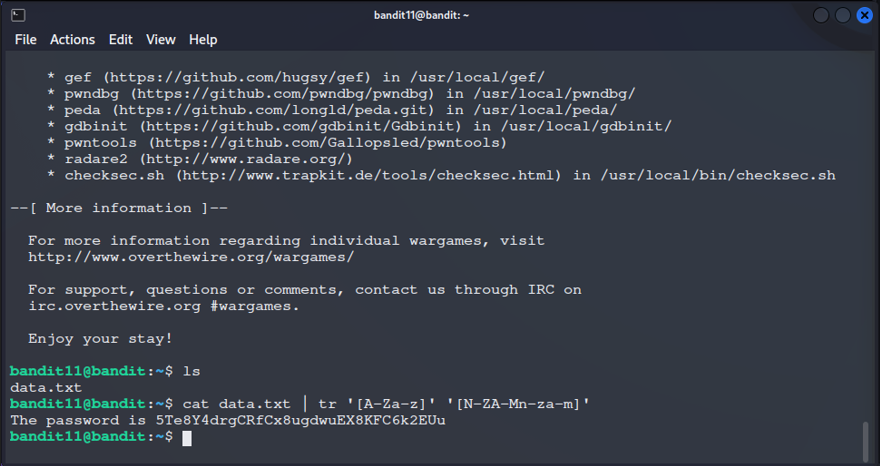 bandit11@bandit: ~
File Actions Edit View Help
* gef (https://github.com/hugsy/gef) in /usr/local/gef/
* pwndbg (https://github.com/pwndbg/pwndbg) in /usr/local/pwndbg/
* peda (https://github.com/longld/peda.git) in /usr/local/peda/
* gdbinit (https://github.com/gdbinit/Gdbinit) in /usr/local/gdbinit/
* pwntools (https://github.com/Gallopsled/pwntools)
* radare2 (http://www.radare.org/)
* checksec.sh (http://www.trapkit.de/tools/checksec.html) in /usr/local/bin/checksec.sh
--[ More information ]--
For more information regarding individual wargames, visit
http://www.overthewire.org/wargames/
For support, questions or comments, contact us through IRC on
irc.overthewire.org #wargames.
Enjoy your stay!
bandit11@bandit:~$ ls
data.txt
bandit11@bandit:~$ cat data.txt | tr '[A-Za-z]' '[N-ZA-Mn-za-m]'
The password is 5Te8Y4drgCRfCx8ugdwuEX8KFC6k2EUu
bandit11@bandit:~$